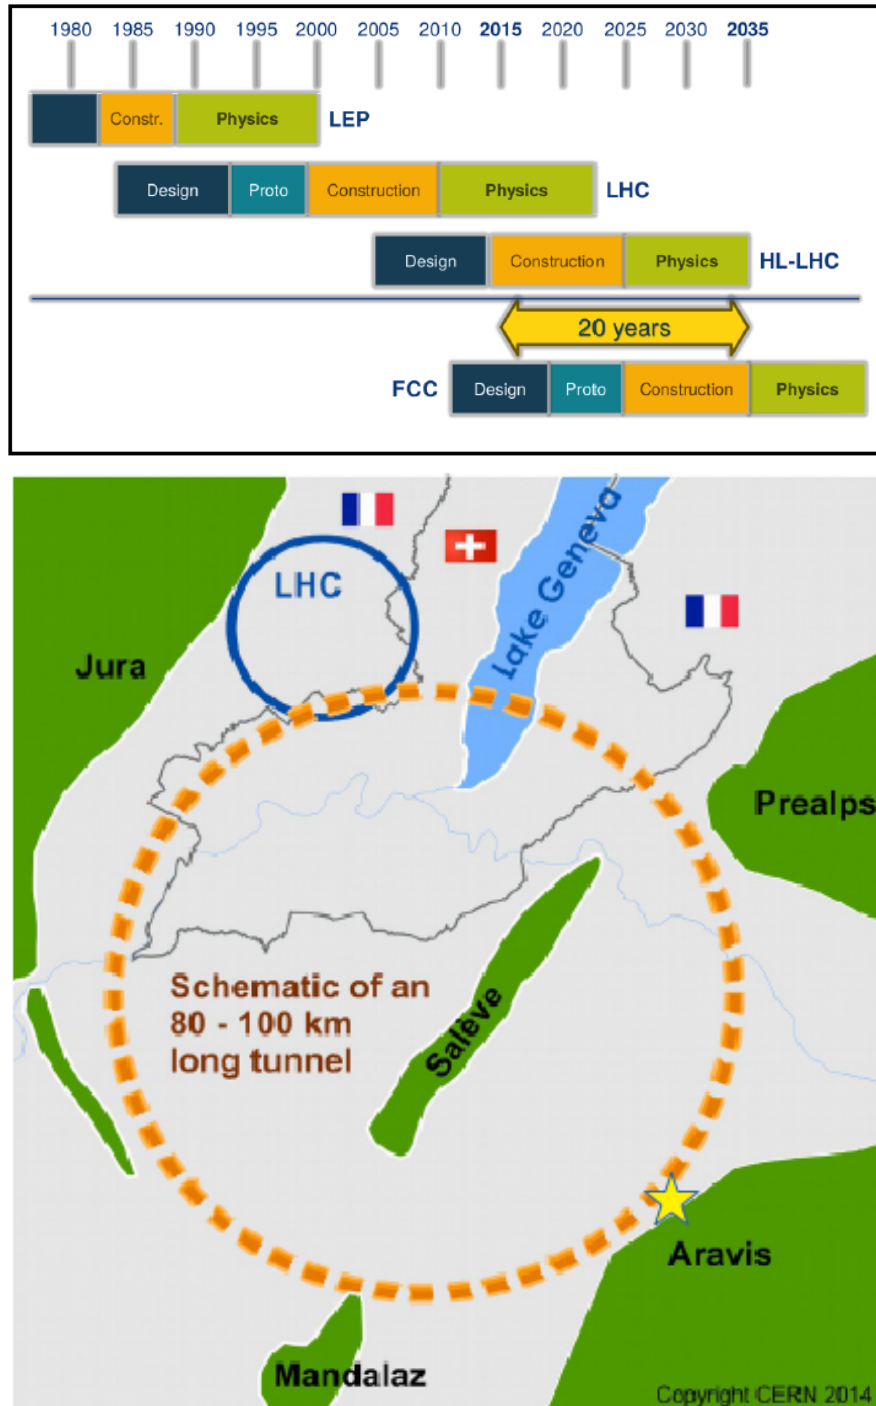 1980 1985 1990 1995 2000 2005 2010 2015 2020 2025 2030 2035
Constr. Physics LEP
Design Proto Construction Physics LHC
Design Construction Physics HL-LHC
20 years
FCC Design Proto Construction Physics
LHC
Lake Geneva
Jura
Prealps
Schematic of an
80 - 100 km
long tunnel
Salève
Aravis
Mandalaz
Copyright CERN 2014